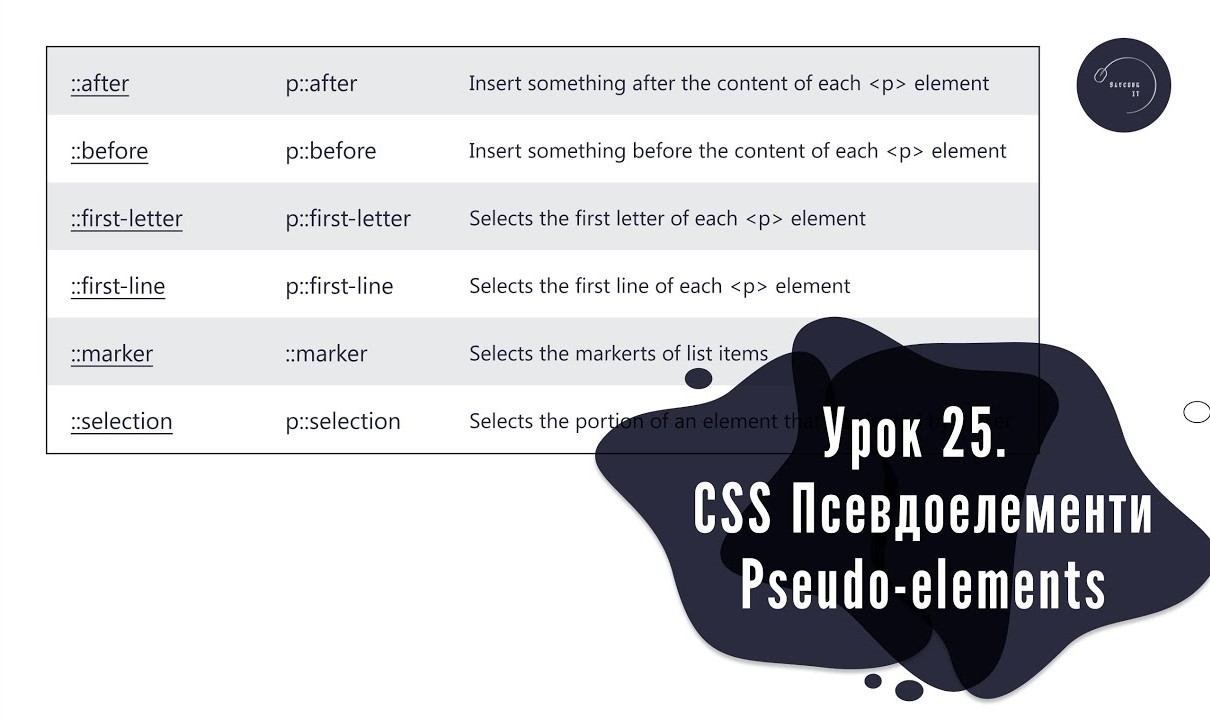 ::after p::after Insert something after the content of each <p> element
::before p::before Insert something before the content of each <p> element
::first-letter p::first-letter Selects the first letter of each <p> element
::first-line p::first-line Selects the first line of each <p> element
::marker ::marker Selects the markerts of list items
::selection p::selection Selects the portion of an element that
Урок 25.
CSS Псевдоелементи
Pseudo-elements
IT